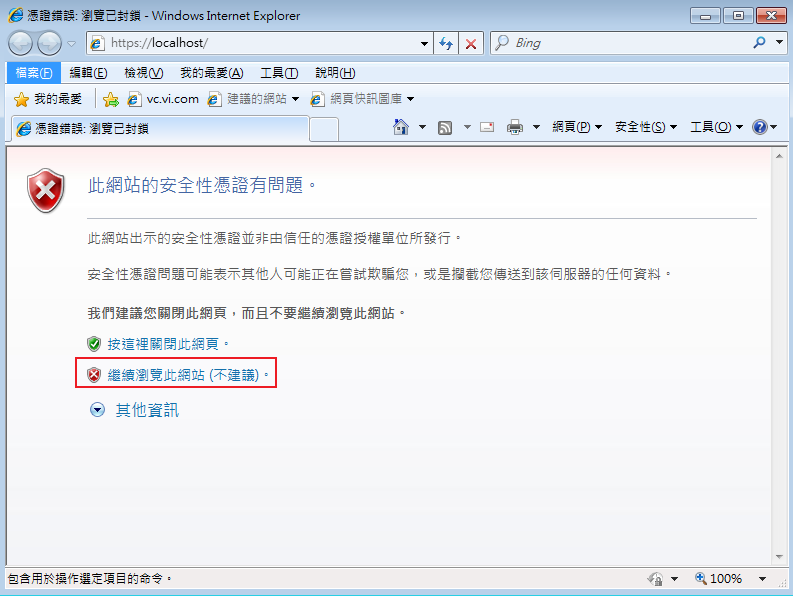 憑證錯誤: 瀏覽已封鎖 - Windows Internet Explorer
https://localhost/
Bing
檔案(F) 編輯(E) 檢視(V) 我的最愛(A) 工具(T) 說明(H)
我的最愛 vc.vi.com 建議的網站 網頁快訊圖庫
憑證錯誤: 瀏覽已封鎖
網頁(P) 安全性(S) 工具(O)
此網站的安全性憑證有問題。
此網站出示的安全性憑證並非由信任的憑證授權單位所發行。
安全性憑證問題可能表示其他人可能正在嘗試欺騙您，或是攔截您傳送到該伺服器的任何資料。
我們建議您關閉此網頁，而且不要繼續瀏覽此網站。
按這裡關閉此網頁。
繼續瀏覽此網站 (不建議)。
其他資訊
包含用於操作選定項目的命令。
100%